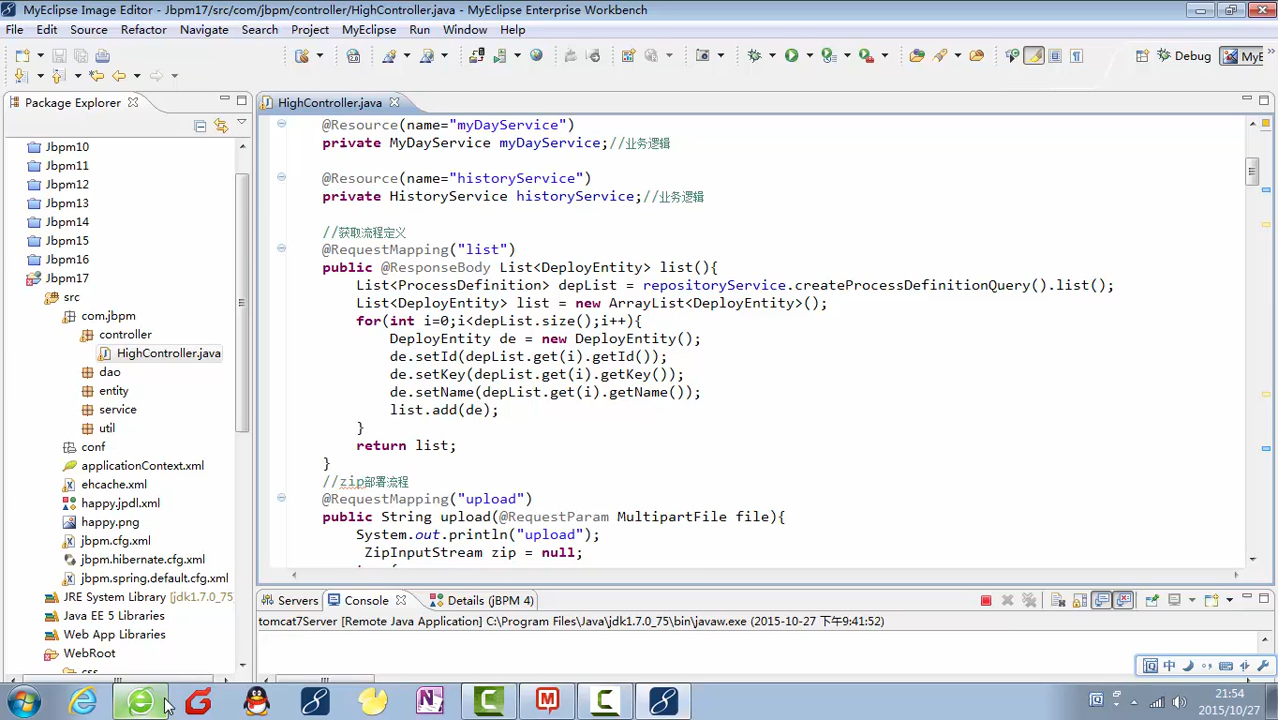 MyEclipse Image Editor - Jbpm17/src/com/jbpm/controller/HighController.java - MyEclipse Enterprise Workbench
File Edit Source Refactor Navigate Search Project MyEclipse Run Window Help
Debug MyE
Package Explorer
HighController.java
Jbpm10
Jbpm11
Jbpm12
Jbpm13
Jbpm14
Jbpm15
Jbpm16
Jbpm17
src
com.jbpm
controller
HighController.java
dao
entity
service
util
conf
applicationContext.xml
ehcache.xml
happy.jpdl.xml
happy.png
jbpm.cfg.xml
jbpm.hibernate.cfg.xml
jbpm.spring.default.cfg.xml
JRE System Library [jdk1.7.0_75
Java EE 5 Libraries
Web App Libraries
WebRoot
css
@Resource(name="myDayService")
private MyDayService myDayService;//业务逻辑
@Resource(name="historyService")
private HistoryService historyService;//业务逻辑
//获取流程定义
@RequestMapping("list")
public @ResponseBody List<DeployEntity> list(){
List<ProcessDefinition> depList = repositoryService.createProcessDefinitionQuery().list();
List<DeployEntity> list = new ArrayList<DeployEntity>();
for(int i=0;i<depList.size();i++){
DeployEntity de = new DeployEntity();
de.setId(depList.get(i).getId());
de.setKey(depList.get(i).getKey());
de.setName(depList.get(i).getName());
list.add(de);
}
return list;
}
//zip部署流程
@RequestMapping("upload")
public String upload(@RequestParam MultipartFile file){
System.out.println("upload");
ZipInputStream zip = null;
Servers Console Details (jBPM 4)
tomcat7Server [Remote Java Application] C:\Program Files\Java\jdk1.7.0_75\bin\javaw.exe (2015-10-27 下午9:41:52)
中
21:54
2015/10/27